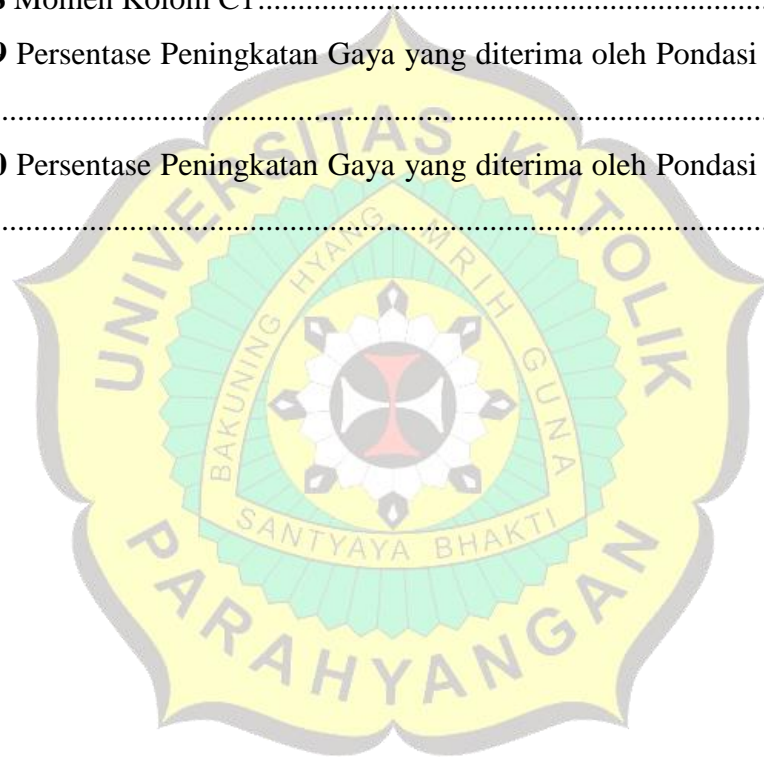 8 Momen Kolom C1..........................................................
9 Persentase Peningkatan Gaya yang diterima oleh Pondasi
..........................................................................................
0 Persentase Peningkatan Gaya yang diterima oleh Pondasi
..........................................................................................
UNIVERSITAS KATOLIK
BAKUNING HYANG MRIH GUNA
SANTYAYA BHAKTI
PARAHYANGAN